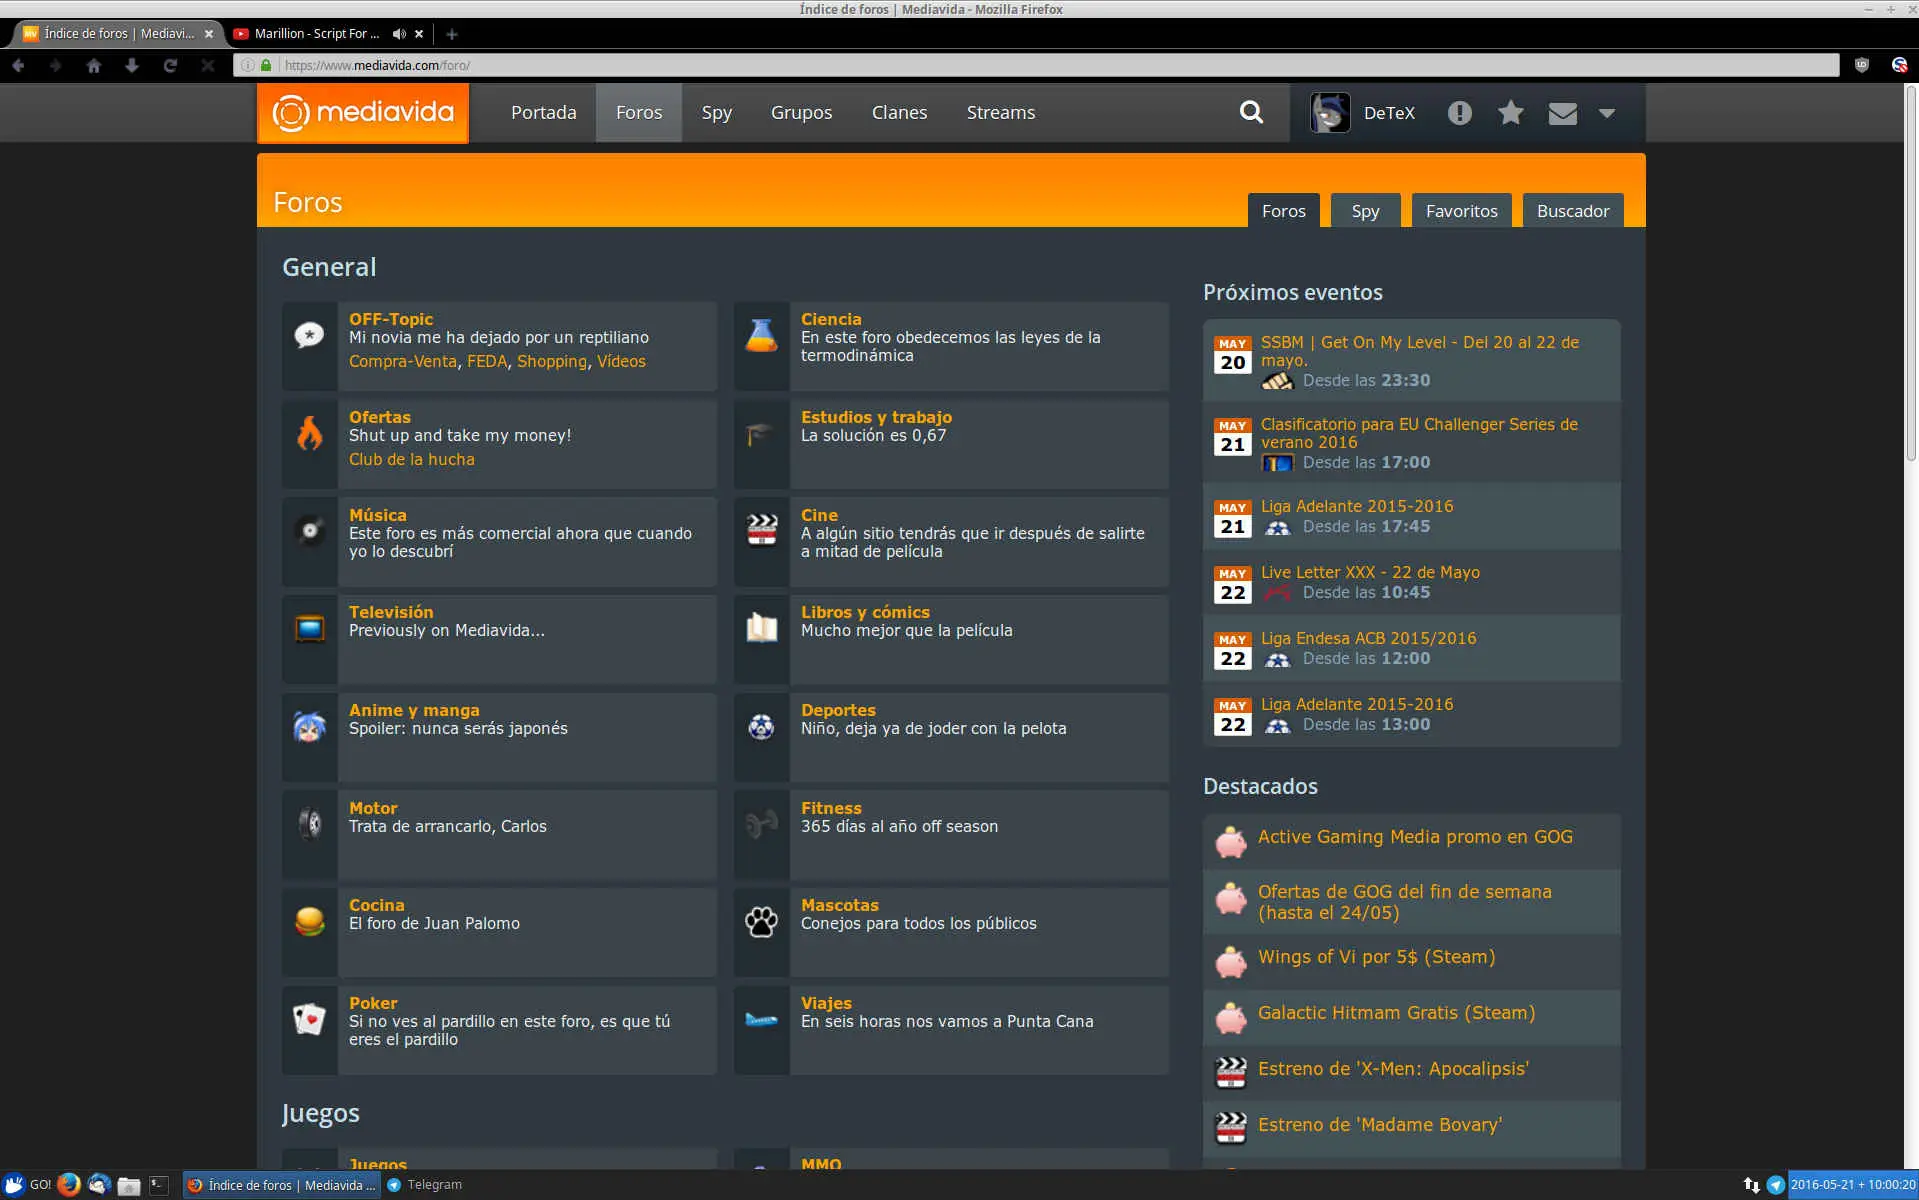 Índice de foros | Mediavida - Mozilla Firefox
Índice de foros | Mediavi...
Marillion - Script For ...
https://www.mediavida.com/foro/
mediavida
Portada
Foros
Spy
Grupos
Clanes
Streams
DeTeX
Foros
Foros
Spy
Favoritos
Buscador
General
OFF-Topic
Mi novia me ha dejado por un reptiliano
Compra-Venta, FEDA, Shopping, Vídeos
Ciencia
En este foro obedecemos las leyes de la
termodinámica
Ofertas
Shut up and take my money!
Club de la hucha
Estudios y trabajo
La solución es 0,67
Música
Este foro es más comercial ahora que cuando
yo lo descubrí
Cine
A algún sitio tendrás que ir después de salirte
a mitad de película
Televisión
Previously on Mediavida...
Libros y cómics
Mucho mejor que la película
Anime y manga
Spoiler: nunca serás japonés
Deportes
Niño, deja ya de joder con la pelota
Motor
Trata de arrancarlo, Carlos
Fitness
365 días al año off season
Cocina
El foro de Juan Palomo
Mascotas
Conejos para todos los públicos
Poker
Si no ves al pardillo en este foro, es que tú
eres el pardillo
Viajes
En seis horas nos vamos a Punta Cana
Juegos
Juegos
MMO
Próximos eventos
MAY
20
SSBM | Get On My Level - Del 20 al 22 de
mayo.
Desde las 23:30
MAY
21
Clasificatorio para EU Challenger Series de
verano 2016
Desde las 17:00
MAY
21
Liga Adelante 2015-2016
Desde las 17:45
MAY
22
Live Letter XXX - 22 de Mayo
Desde las 10:45
MAY
22
Liga Endesa ACB 2015/2016
Desde las 12:00
MAY
22
Liga Adelante 2015-2016
Desde las 13:00
Destacados
Active Gaming Media promo en GOG
Ofertas de GOG del fin de semana
(hasta el 24/05)
Wings of Vi por 5$ (Steam)
Galactic Hitmam Gratis (Steam)
Estreno de 'X-Men: Apocalipsis'
Estreno de 'Madame Bovary'
GO!
Índice de foros | Mediavida ...
Telegram
2016-05-21 + 10:00:20